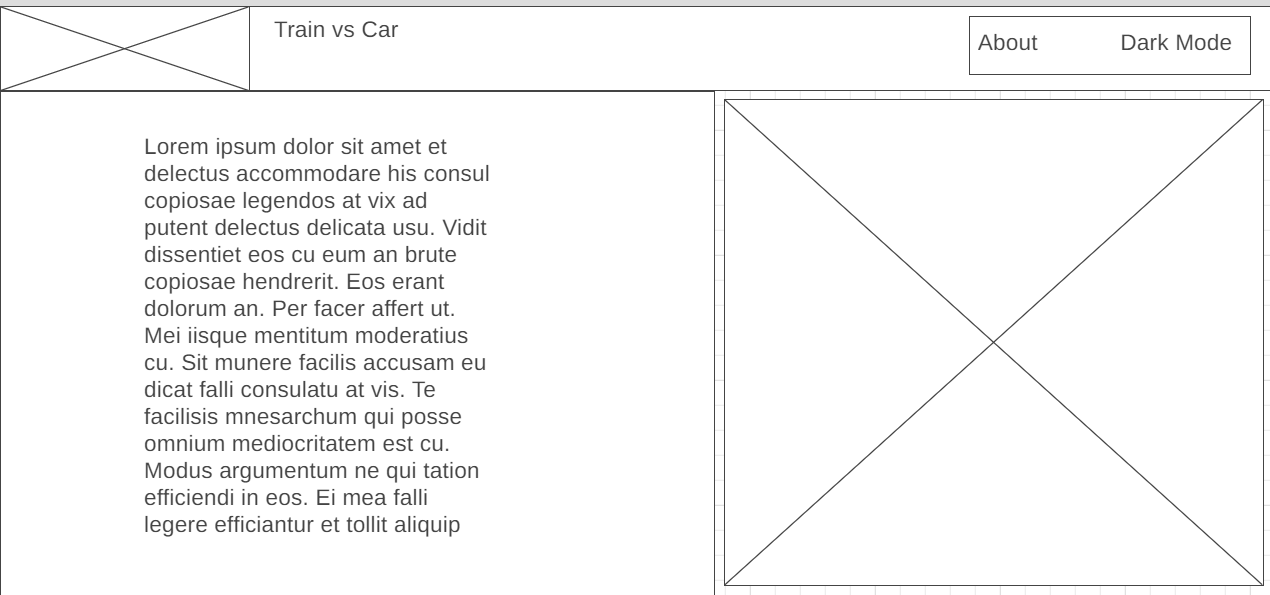 Train vs Car
About
Dark Mode
Lorem ipsum dolor sit amet et
delectus accommodare his consul
copiosae legendos at vix ad
putent delectus delicata usu. Vidit
dissentiet eos cu eum an brute
copiosae hendrerit. Eos erant
dolorum an. Per facer affert ut.
Mei iisque mentitum moderatius
cu. Sit munere facilis accusam eu
dicat falli consulatu at vis. Te
facilisis mnesarchum qui posse
omnium mediocritatem est cu.
Modus argumentum ne qui tation
efficiendi in eos. Ei mea falli
legere efficiantur et tollit aliquip